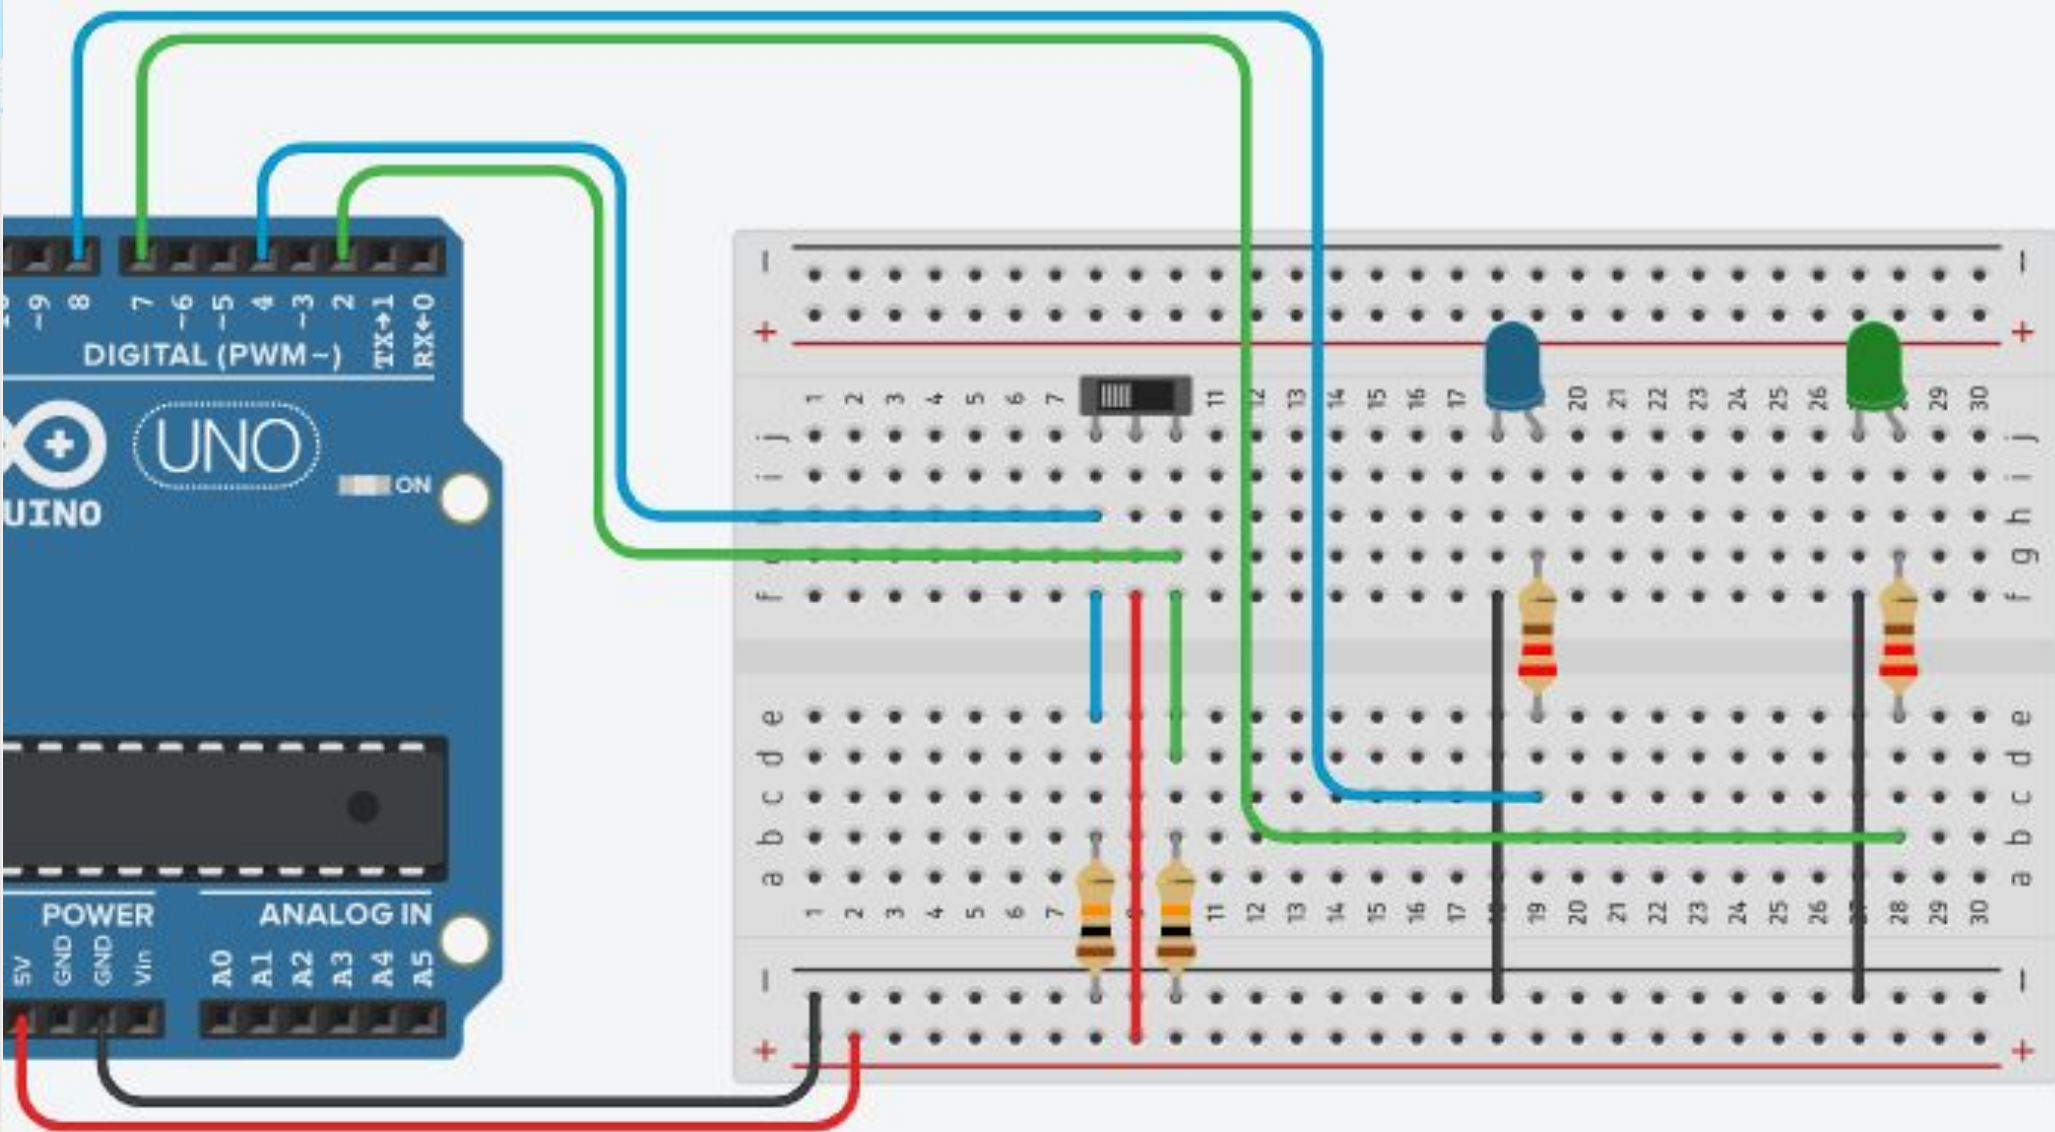 ~9 8 7 ~6 ~5 4 ~3 2 TX→1 RX←0
DIGITAL (PWM~)
UNO
ON
UINO
POWER
ANALOG IN
5V GND GND Vin A0 A1 A2 A3 A4 A5
− −
+ +
1 2 3 4 5 6 7 11 12 13 14 15 16 17 20 21 22 23 24 25 26 29 30
j j
i i
h
g
f f
e e
d d
c c
b b
a a
1 2 3 4 5 6 7 11 12 13 14 15 16 17 19 20 21 22 23 24 25 26 28 29 30
− −
+ +